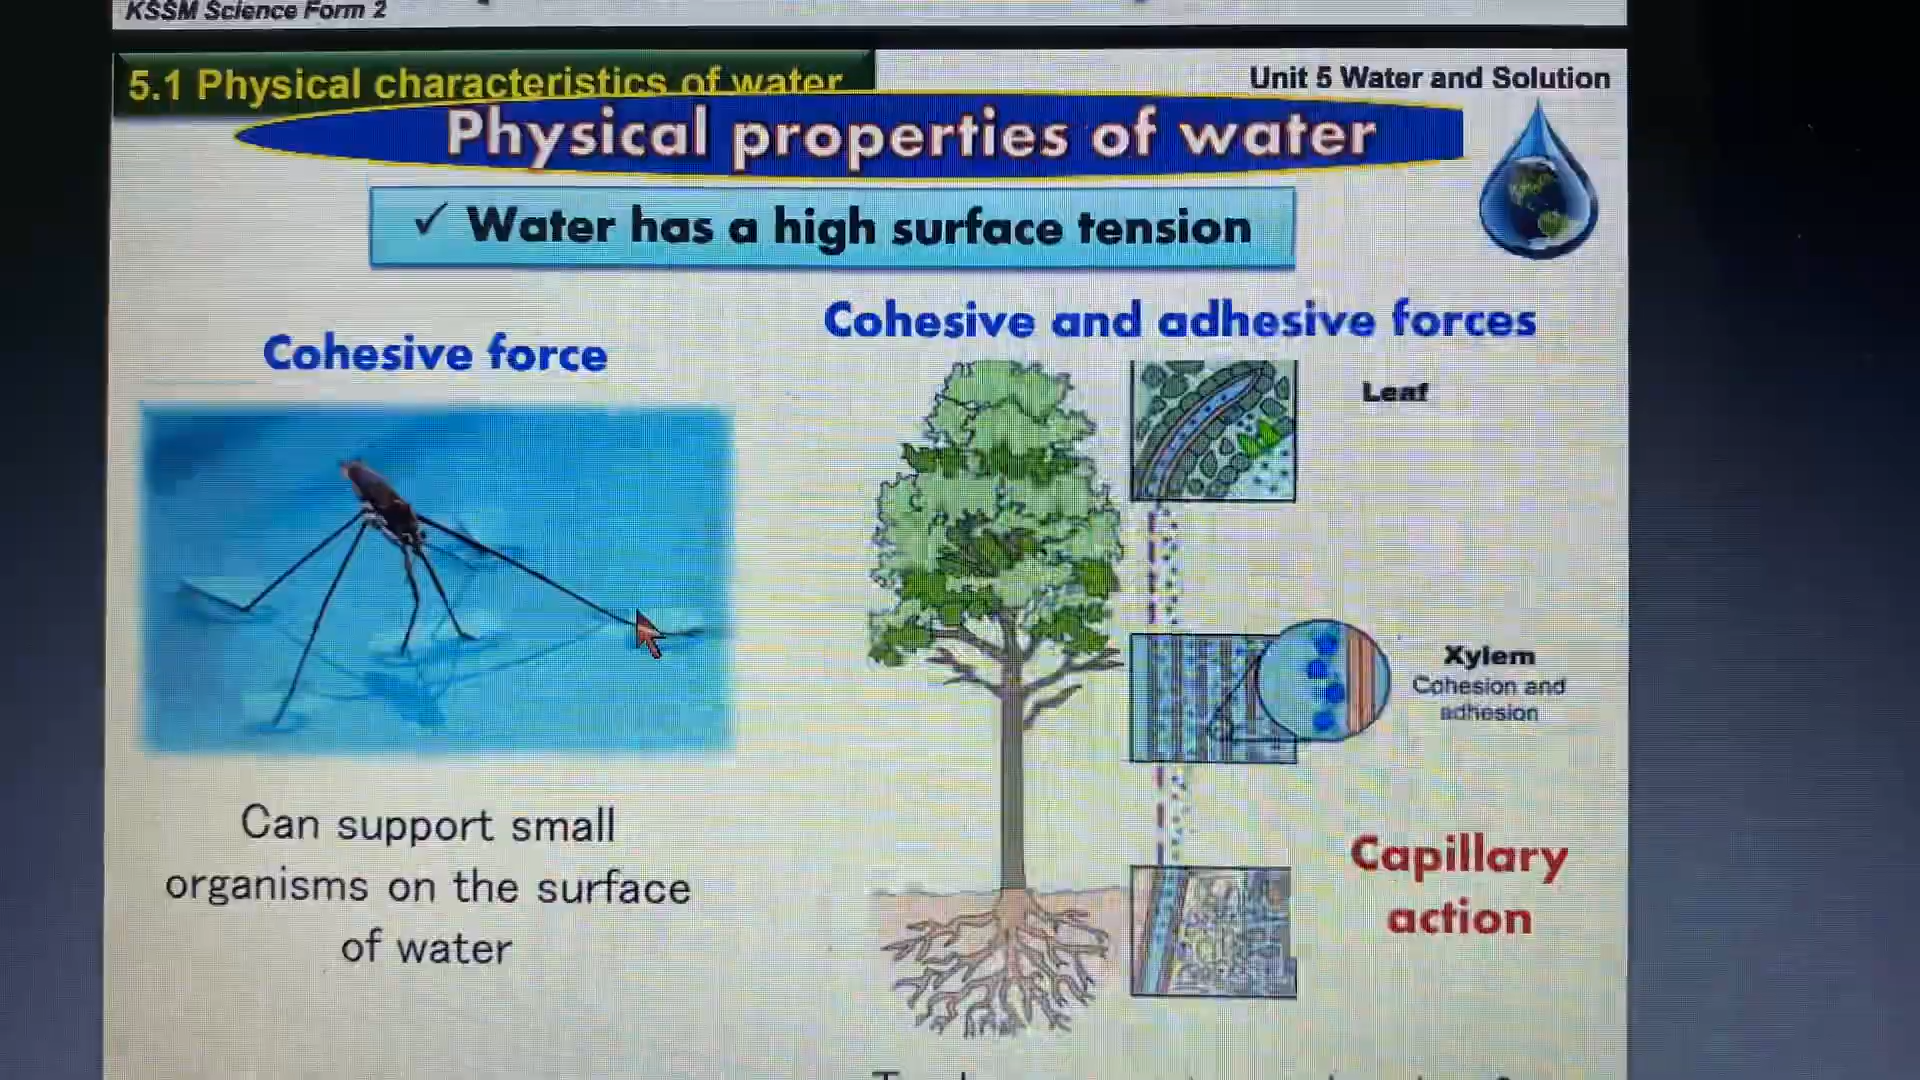 KSSM Science Form 2
5.1 Physical characteristics of water
Unit 5 Water and Solution
Physical properties of water
✓ Water has a high surface tension
Cohesive force
Cohesive and adhesive forces
Leaf
Xylem
Cohesion and
adhesion
Can support small
organisms on the surface
of water
Capillary
action